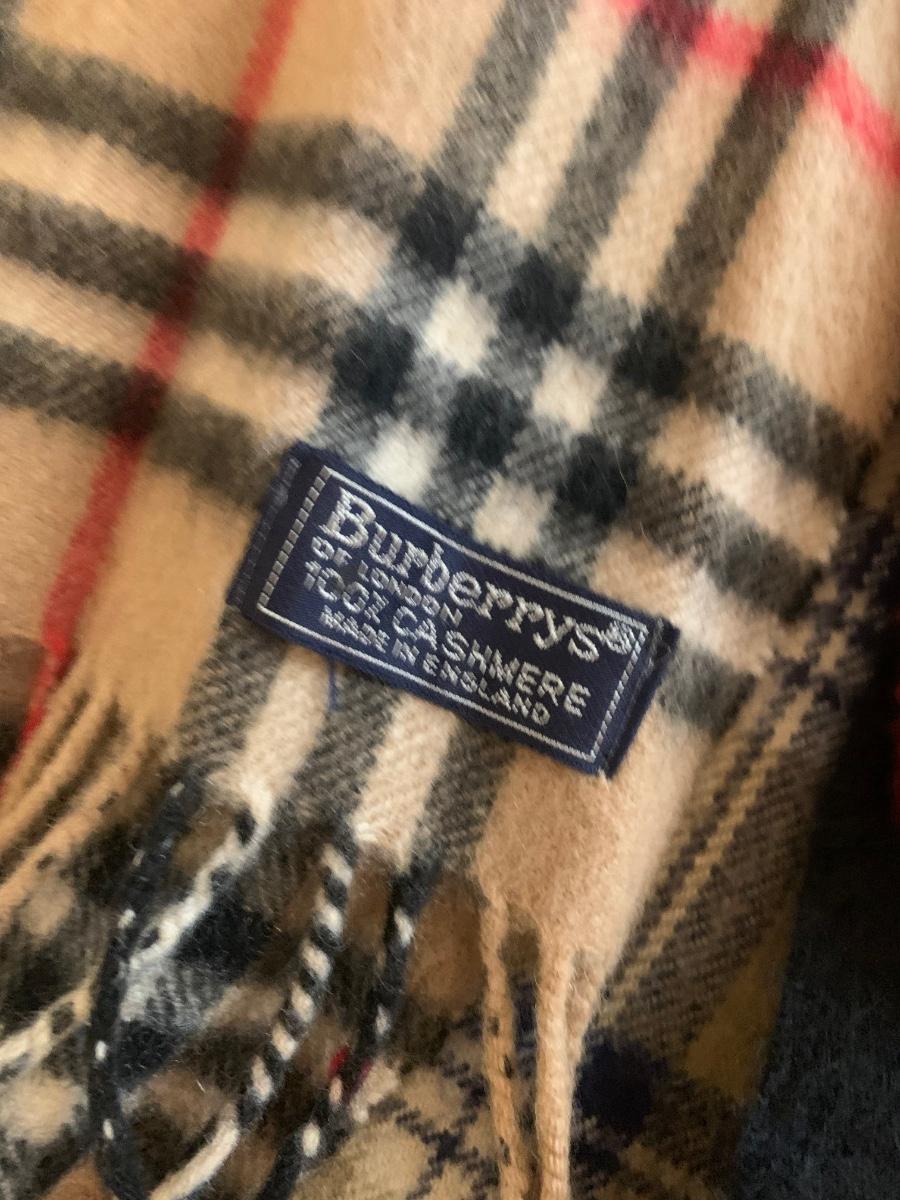 Burberrys®
OF LONDON
100% CASHMERE
MADE IN ENGLAND